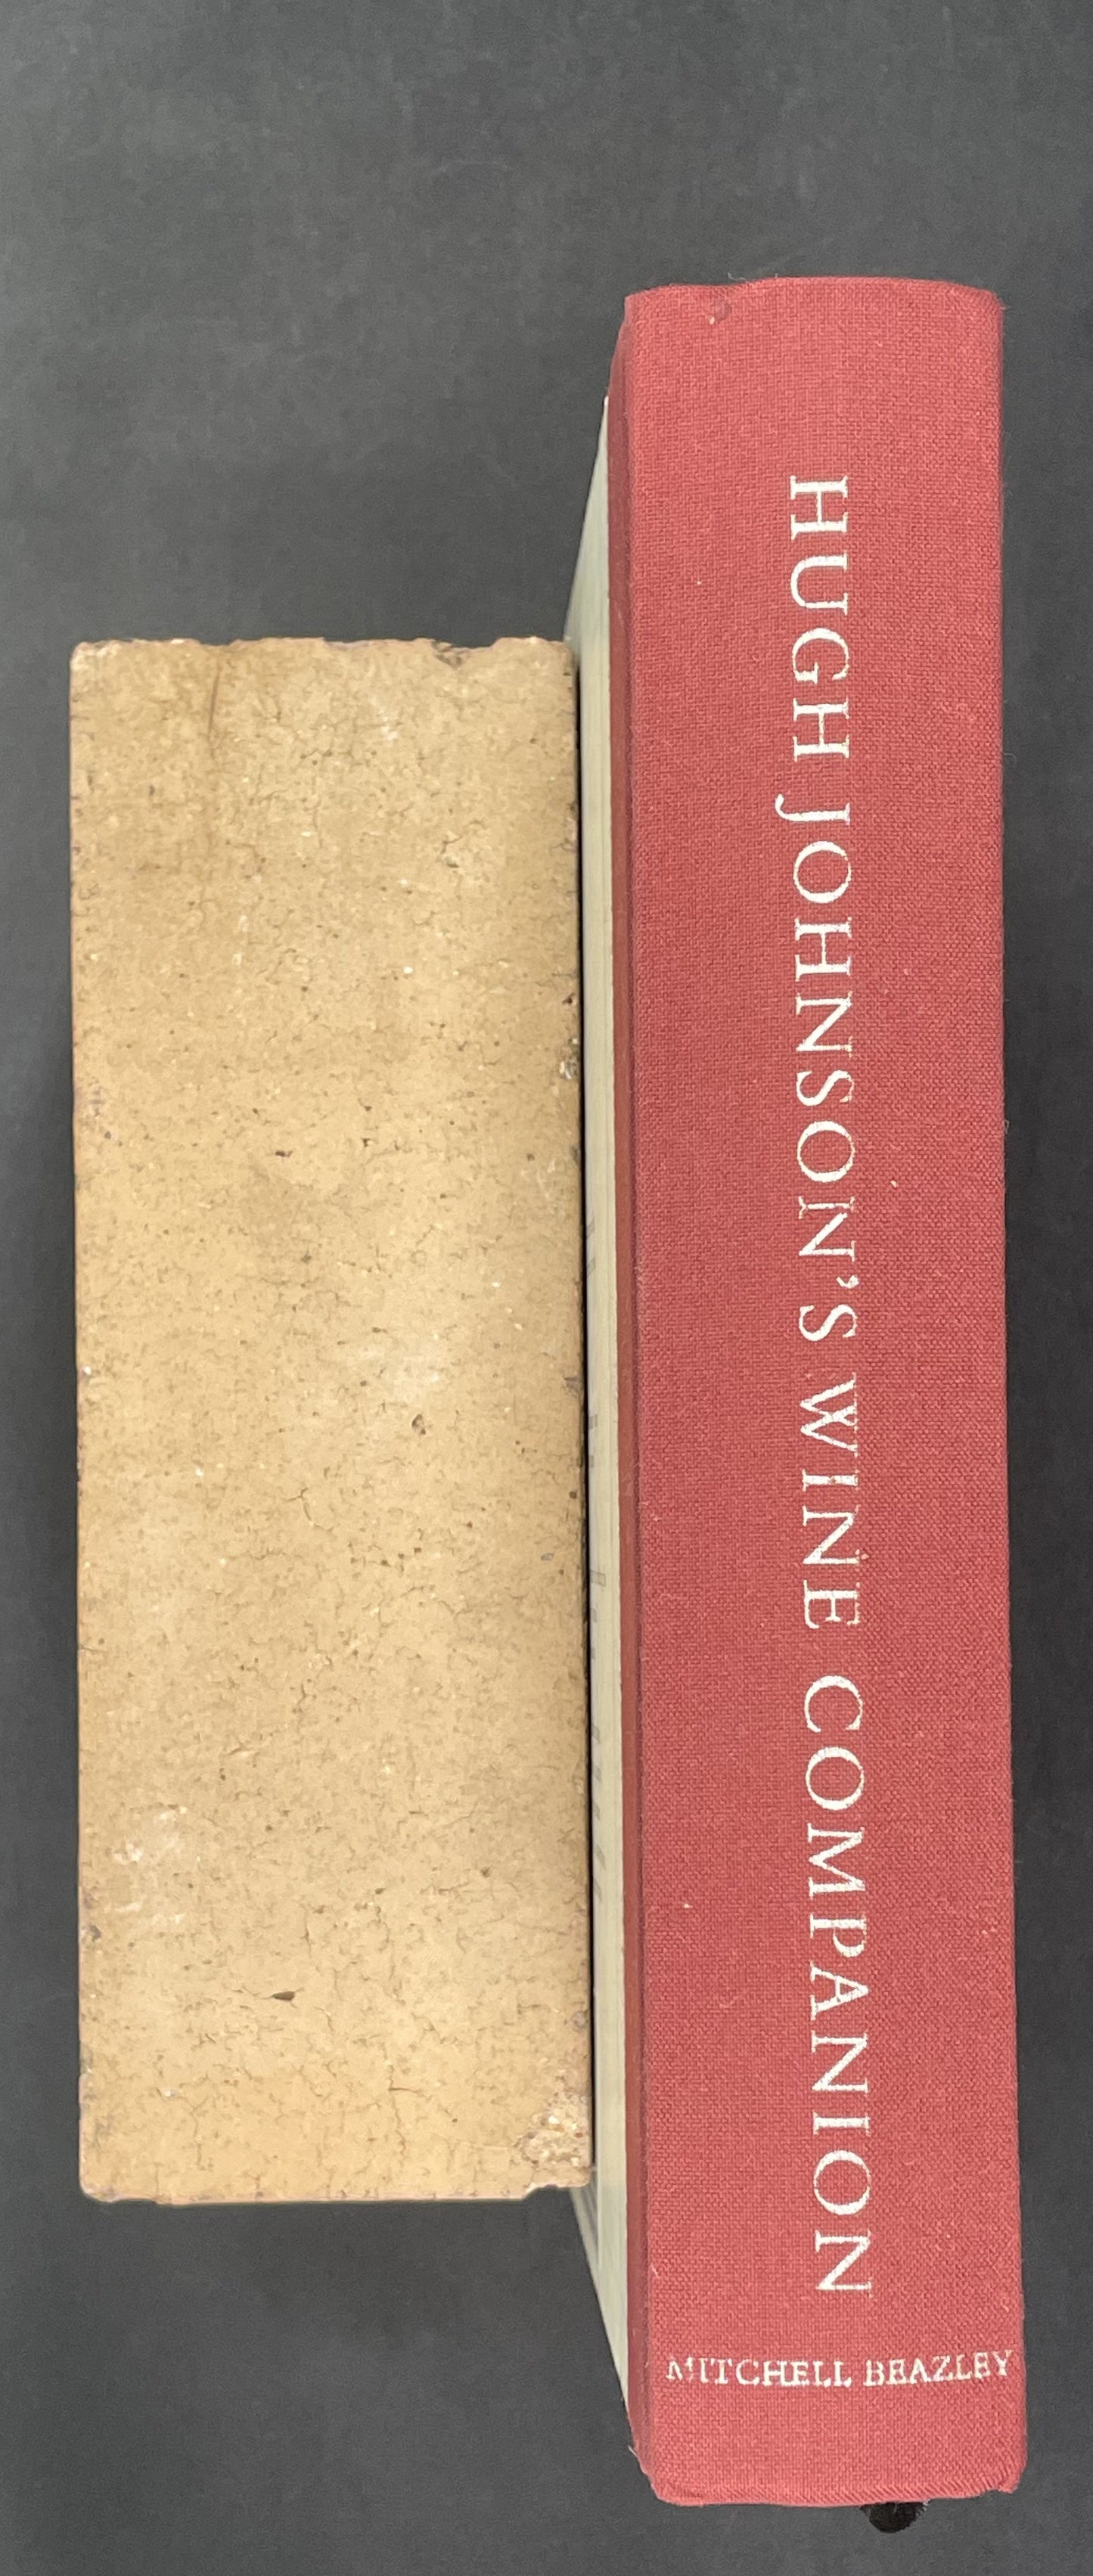 HUGH JOHNSON'S WINE COMPANION
MITCHELL BEAZLEY